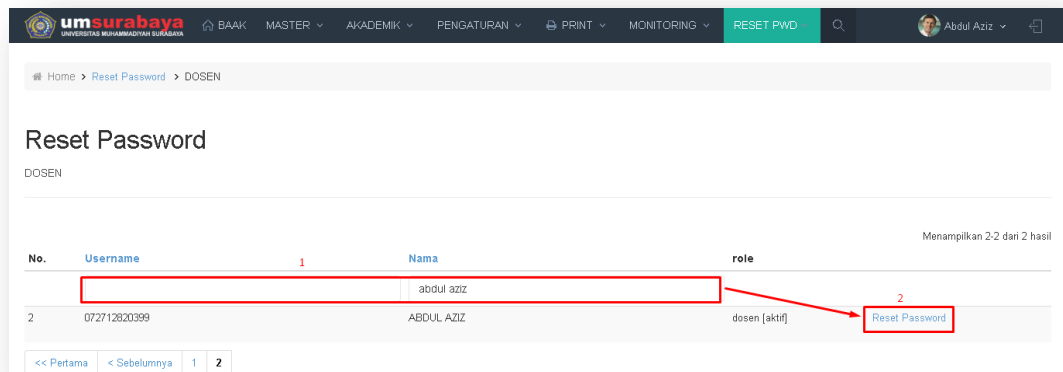 umsurabaya
UNIVERSITAS MUHAMMADIYAH SURABAYA
BAAK MASTER AKADEMIK PENGATURAN PRINT MONITORING RESET PWD Abdul Aziz
Home > Reset Password > DOSEN
Reset Password
DOSEN
Menampilkan 2-2 dari 2 hasil
No. Username Nama role
1
abdul aziz
2
2 072712820399 ABDUL AZIZ dosen [aktif] Reset Password
<< Pertama < Sebelumnya 1 2